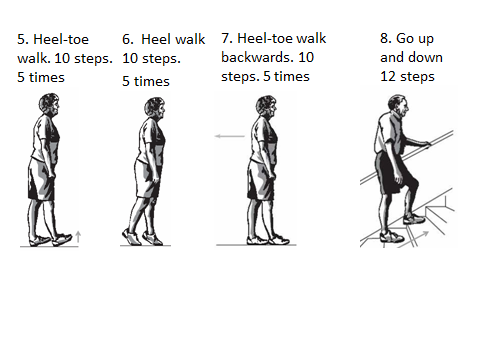 5. Heel-toe
walk. 10 steps.
5 times
6. Heel walk
10 steps.
5 times
7. Heel-toe walk
backwards. 10
steps. 5 times
8. Go up
and down
12 steps